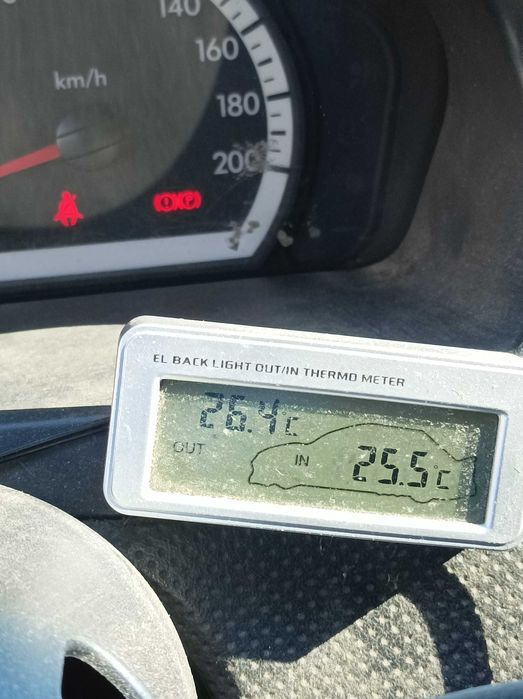 140
160
km/h
180
200
EL BACK LIGHT OUT/IN THERMO METER
26.4 C
OUT
IN
25.5 C